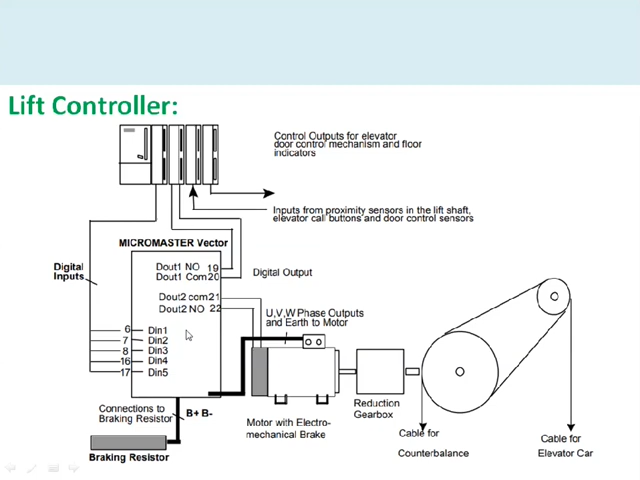 Lift Controller:
Control Outputs for elevator
door control mechanism and floor
indicators
Inputs from proximity sensors in the lift shaft,
elevator call buttons and door control sensors
MICROMASTER Vector
Digital
Inputs
Dout1 NO 19
Dout1 Com 20
Digital Output
Dout2 com 21
Dout2 NO 22
U,V,W Phase Outputs
and Earth to Motor
6 Din1
7 Din2
8 Din3
16 Din4
17 Din5
Connections to
Braking Resistor
B+ B-
Braking Resistor
Motor with Electro-
mechanical Brake
Reduction
Gearbox
Cable for
Counterbalance
Cable for
Elevator Car